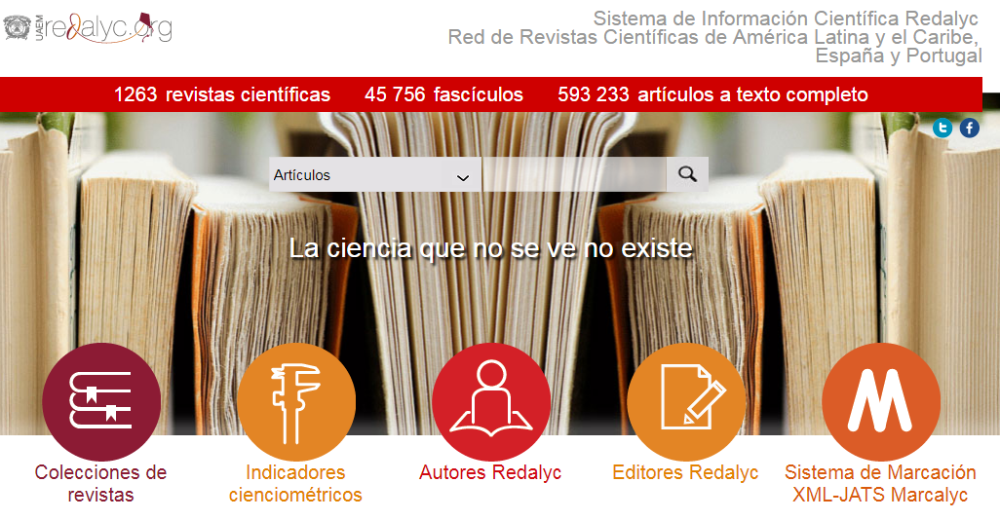 UAEM
redalyc.org
Sistema de Información Científica Redalyc
Red de Revistas Científicas de América Latina y el Caribe,
España y Portugal
1263 revistas científicas 45 756 fascículos 593 233 artículos a texto completo
Artículos
La ciencia que no se ve no existe
Colecciones de
revistas
Indicadores
cienciométricos
Autores Redalyc
Editores Redalyc
Sistema de Marcación
XML-JATS Marcalyc